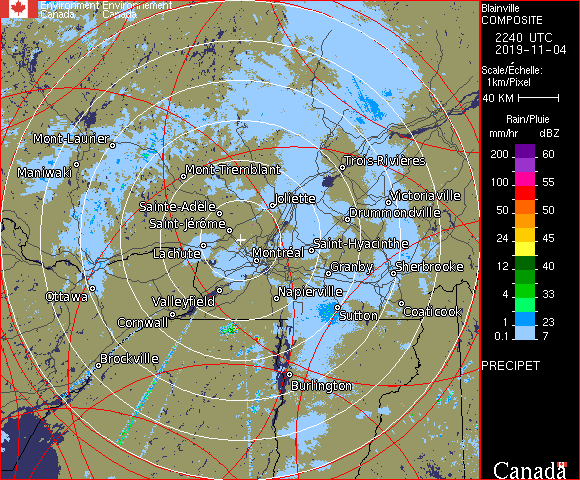 Environment Environnement
Canada Canada
Mont-Laurier
Maniwaki
Mont-Tremblant
Trois-Rivières
Sainte-Adèle
Joliette
Victoriaville
Saint-Jérôme
Drummondville
Lachute
Montréal
Saint-Hyacinthe
Granby
Sherbrooke
Ottawa
Valleyfield
Napierville
Cornwall
Sutton
Coaticook
Brockville
Burlington
Blainville
COMPOSITE
2240 UTC
2019-11-04
Scale/Échelle:
1km/Pixel
40 KM
Rain/Pluie
mm/hr dBZ
200 60
100 55
50 50
24 45
12 40
4 33
1 23
0.1 7
PRECIPET
Canada